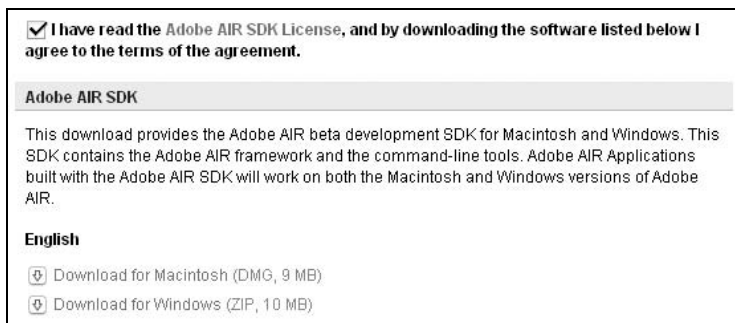 I have read the Adobe AIR SDK License, and by downloading the software listed below I
agree to the terms of the agreement.
Adobe AIR SDK
This download provides the Adobe AIR beta development SDK for Macintosh and Windows. This
SDK contains the Adobe AIR framework and the command-line tools. Adobe AIR Applications
built with the Adobe AIR SDK will work on both the Macintosh and Windows versions of Adobe
AIR.
English
Download for Macintosh (DMG, 9 MB)
Download for Windows (ZIP, 10 MB)